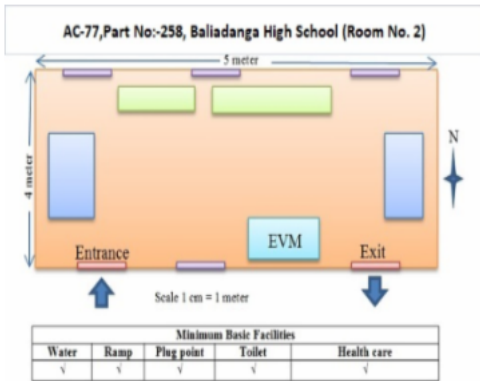 AC-77,Part No:-258, Baliadanga High School (Room No. 2)
5 meter
4 meter
N
EVM
Entrance
Exit
Scale 1 cm = 1 meter
Minimum Basic Facilities
Water Ramp Plug point Toilet Health care
√ √ √ √ √